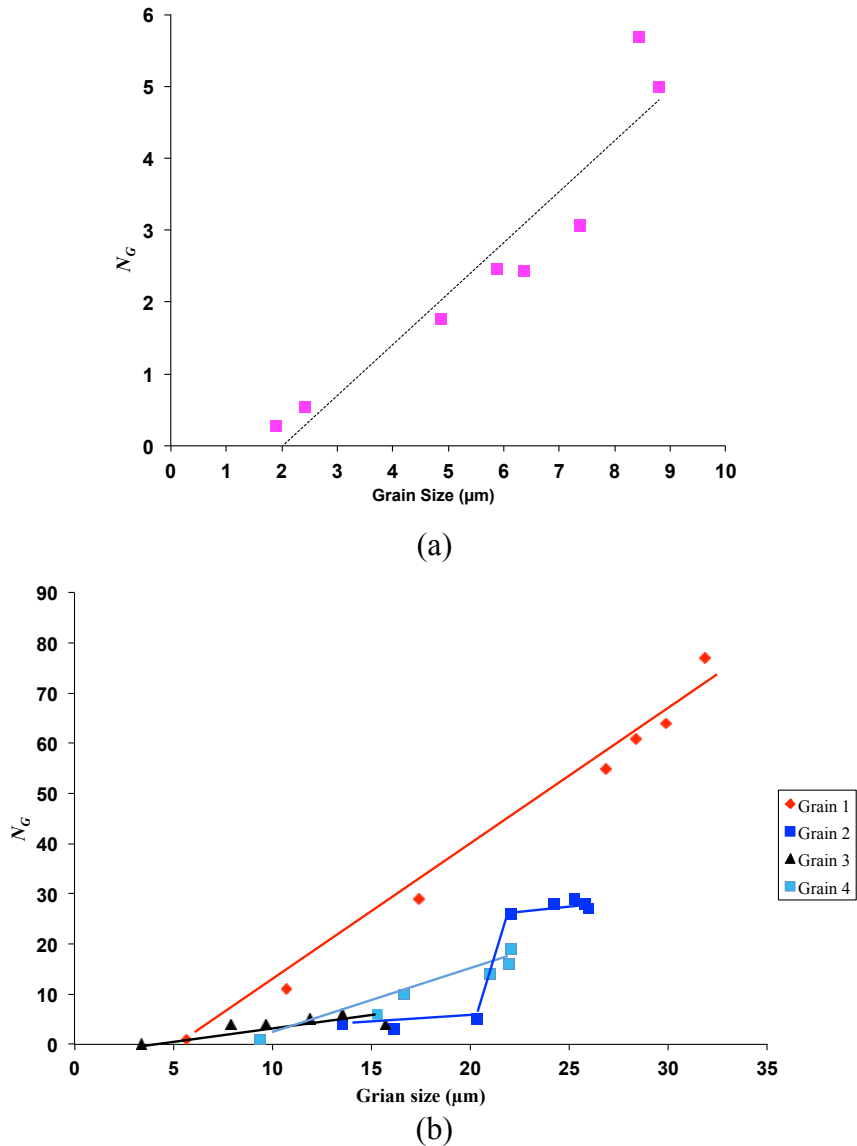 6
5
4
3
2
1
0
N_G
0 1 2 3 4 5 6 7 8 9 10
Grain Size (µm)
(a)
90
80
70
60
50
40
30
20
10
0
N_G
0 5 10 15 20 25 30 35
Grian size (µm)
Grain 1
Grain 2
Grain 3
Grain 4
(b)